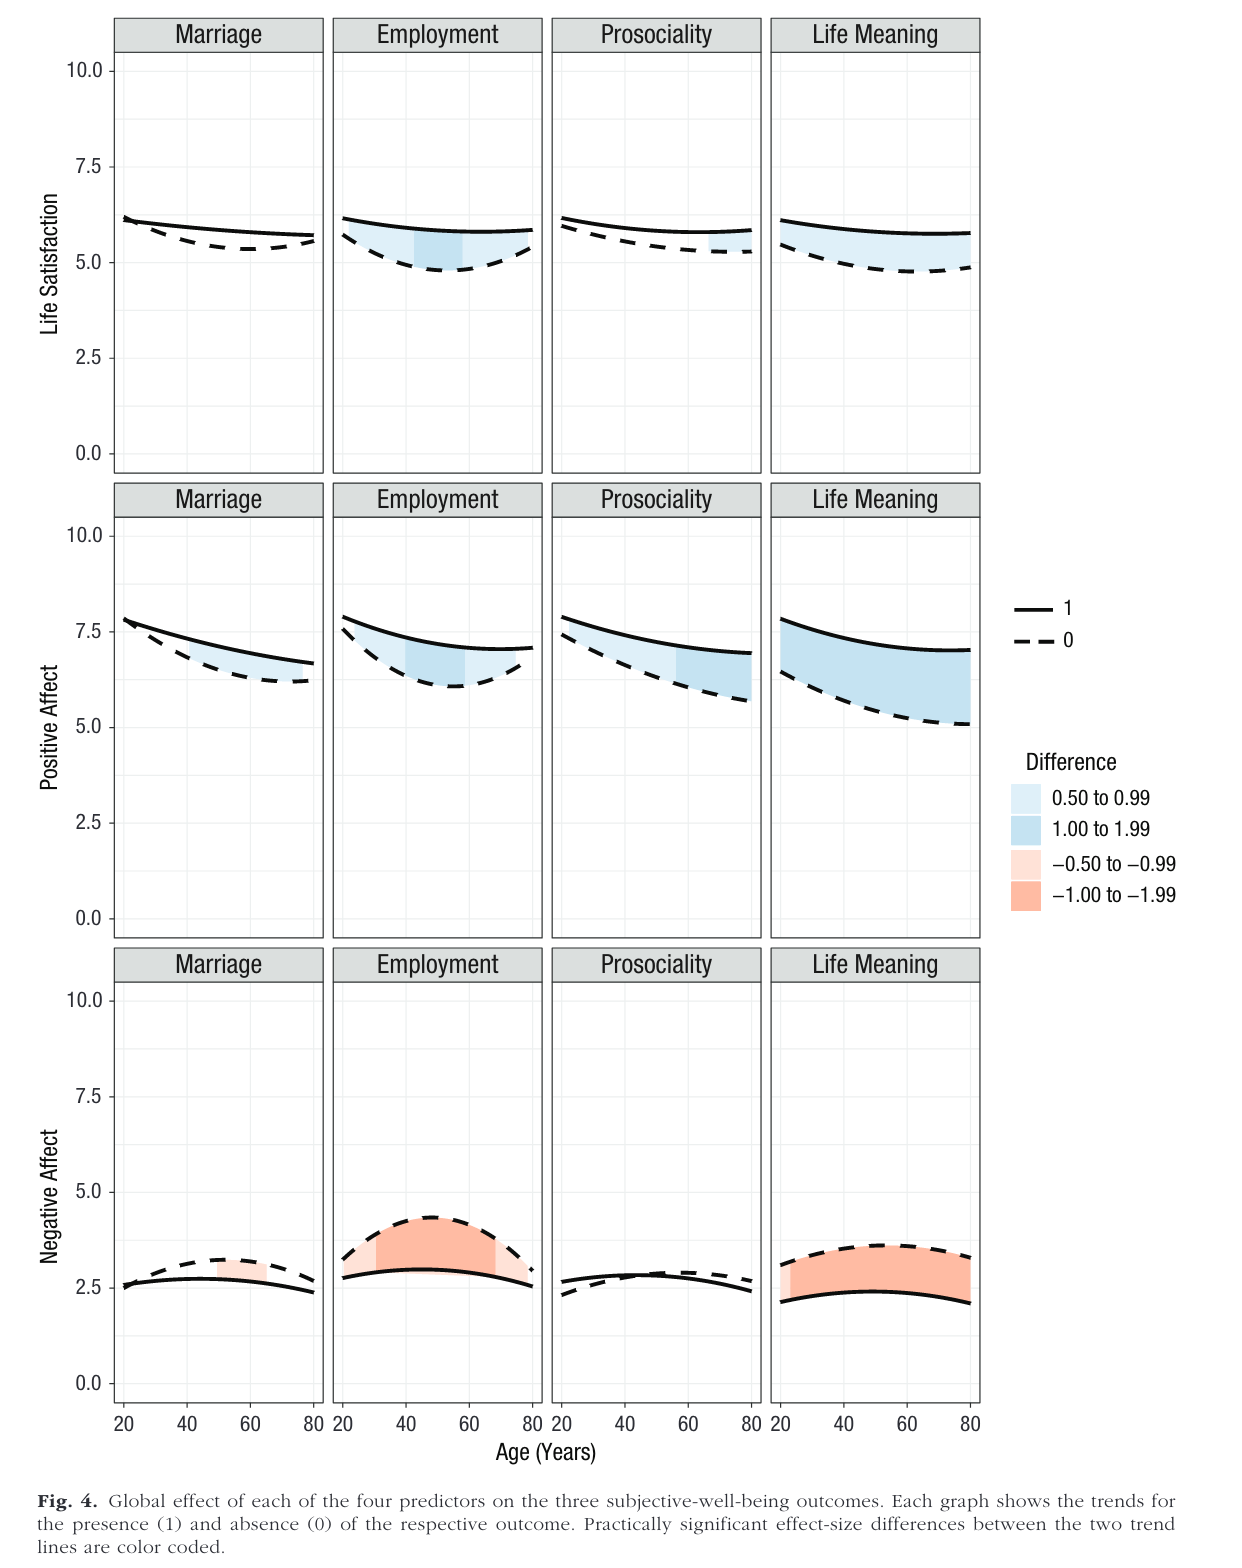 Marriage Employment Prosociality Life Meaning
10.0
7.5
5.0
2.5
0.0
Life Satisfaction
Marriage Employment Prosociality Life Meaning
10.0
7.5
5.0
2.5
0.0
Positive Affect
1
0
Difference
0.50 to 0.99
1.00 to 1.99
–0.50 to –0.99
–1.00 to –1.99
Marriage Employment Prosociality Life Meaning
10.0
7.5
5.0
2.5
0.0
Negative Affect
20 40 60 80 20 40 60 80 20 40 60 80 20 40 60 80
Age (Years)
Fig. 4. Global effect of each of the four predictors on the three subjective-well-being outcomes. Each graph shows the trends for
the presence (1) and absence (0) of the respective outcome. Practically significant effect-size differences between the two trend
lines are color coded.